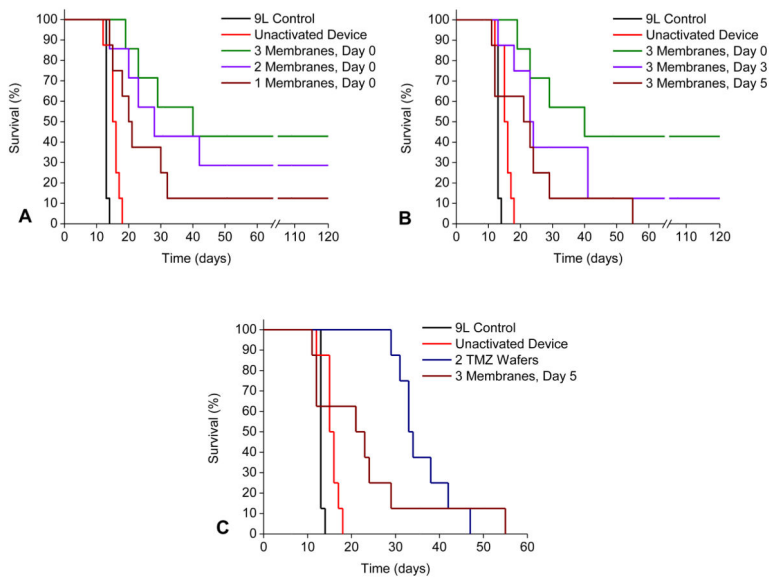 9L Control
Unactivated Device
3 Membranes, Day 0
2 Membranes, Day 0
1 Membranes, Day 0
Survival (%)
100
90
80
70
60
50
40
30
20
10
0
A
0 10 20 30 40 50 60 110 120
Time (days)
9L Control
Unactivated Device
3 Membranes, Day 0
3 Membranes, Day 3
3 Membranes, Day 5
Survival (%)
100
90
80
70
60
50
40
30
20
10
0
B
0 10 20 30 40 50 60 110 120
Time (days)
9L Control
Unactivated Device
2 TMZ Wafers
3 Membranes, Day 5
Survival (%)
100
90
80
70
60
50
40
30
20
10
0
C
0 10 20 30 40 50 60
Time (days)